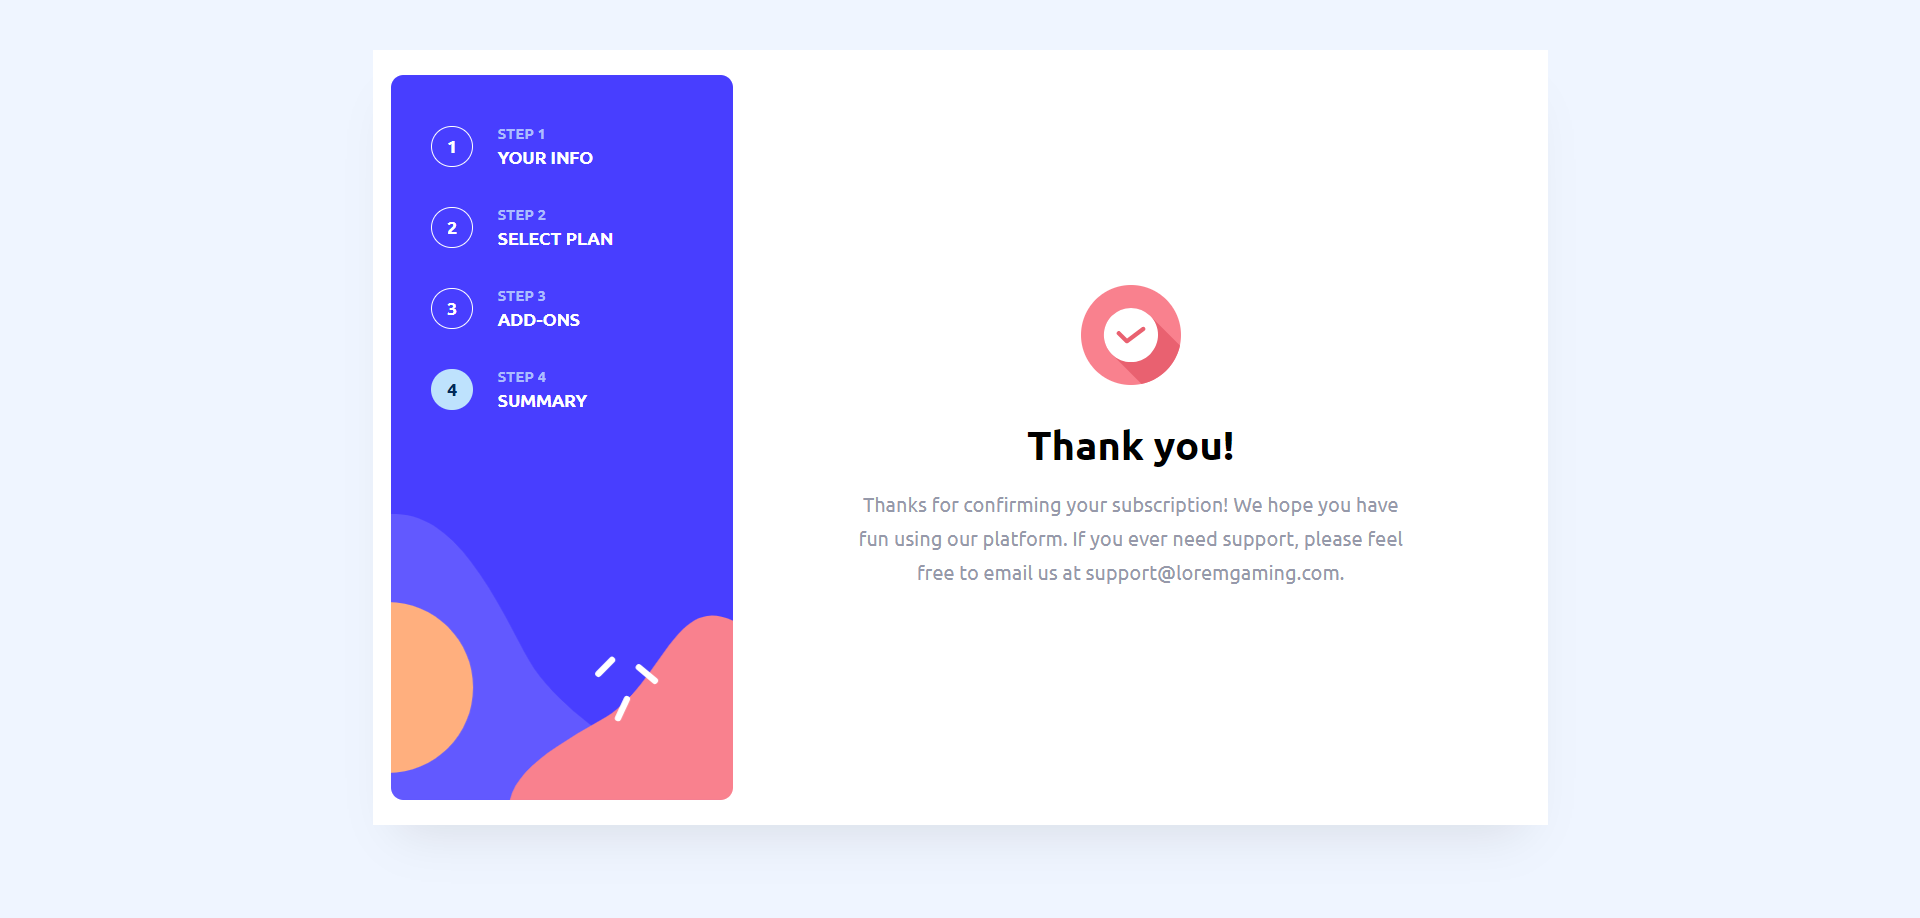 1
STEP 1
YOUR INFO
2
STEP 2
SELECT PLAN
3
STEP 3
ADD-ONS
4
STEP 4
SUMMARY
Thank you!
Thanks for confirming your subscription! We hope you have
fun using our platform. If you ever need support, please feel
free to email us at support@loremgaming.com.